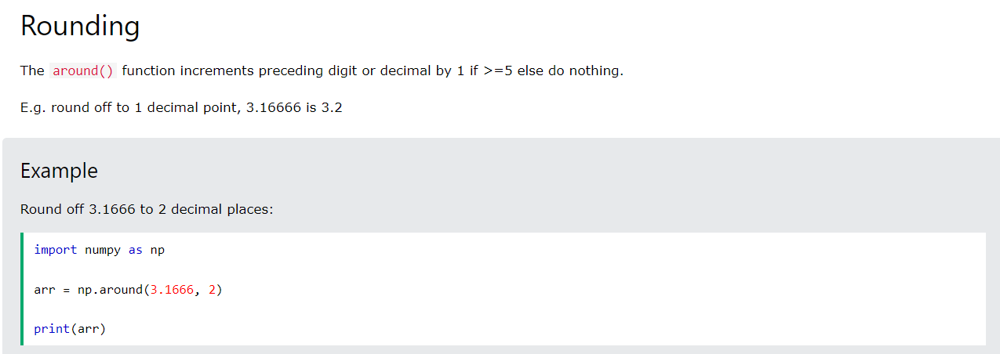 Rounding
The around() function increments preceding digit or decimal by 1 if >=5 else do nothing.
E.g. round off to 1 decimal point, 3.16666 is 3.2
Example
Round off 3.1666 to 2 decimal places:
import numpy as np
arr = np.around(3.1666, 2)
print(arr)